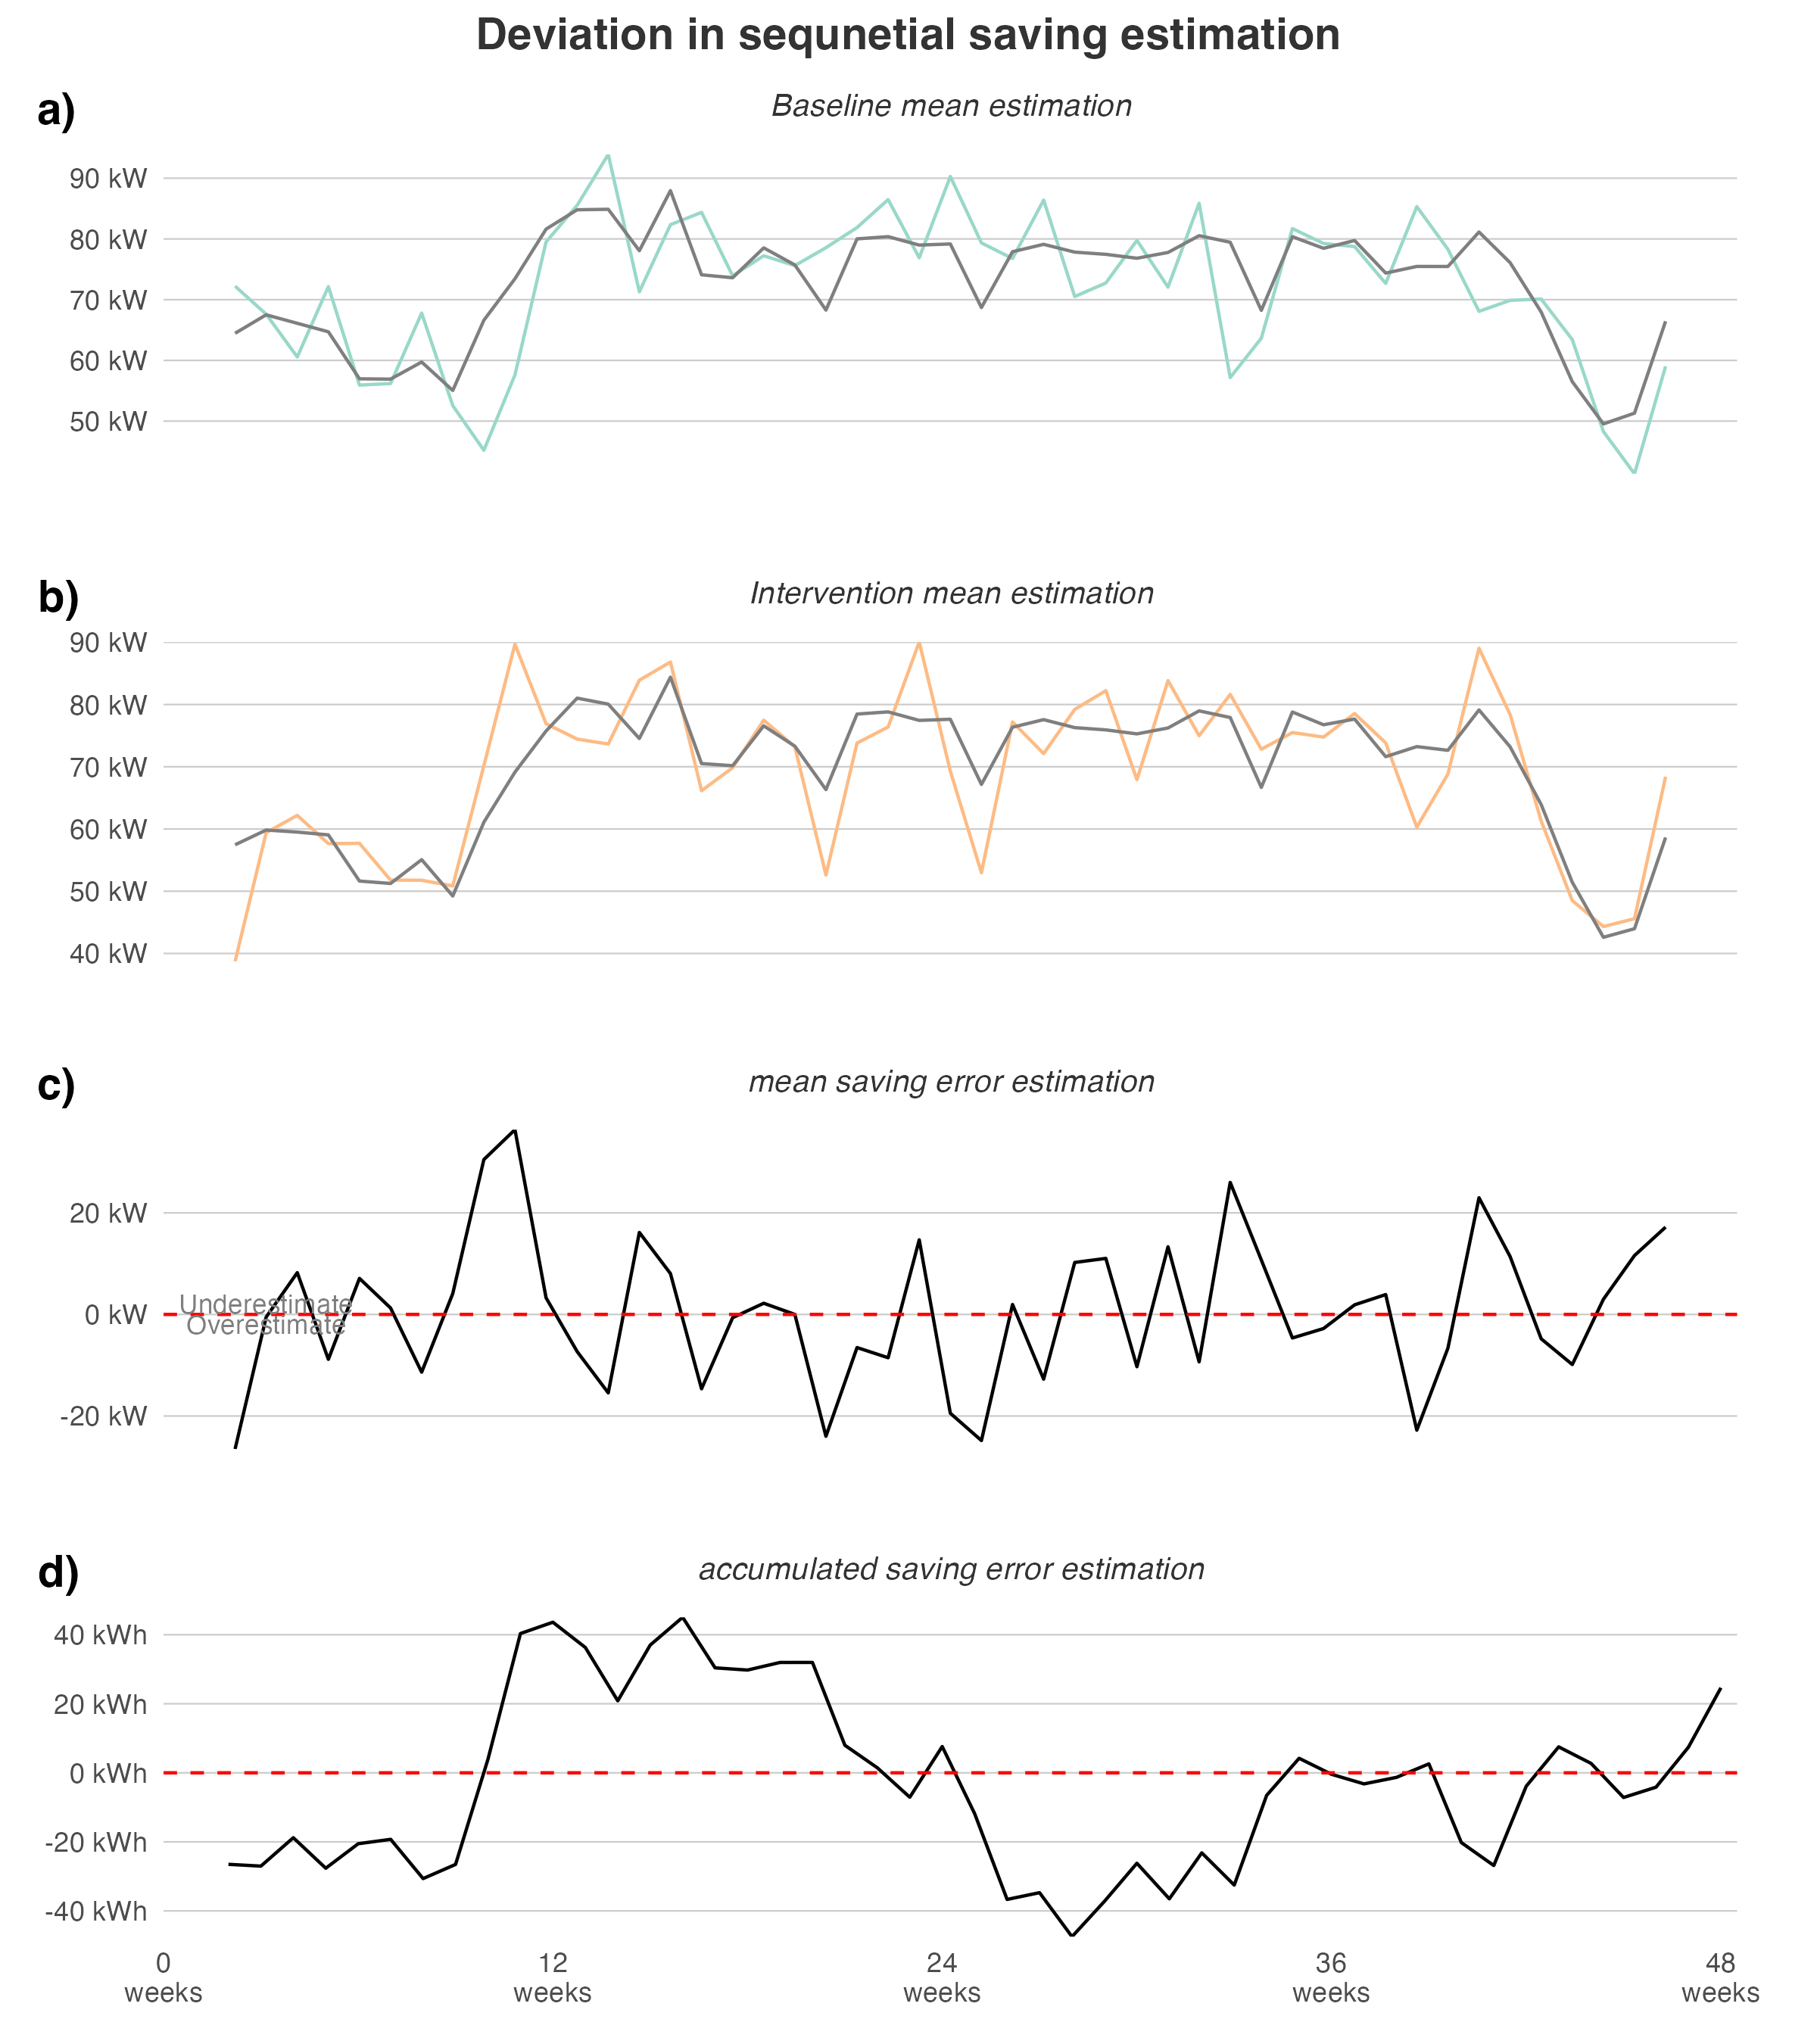 Deviation in sequnetial saving estimation
a)
Baseline mean estimation
90 kW
80 kW
70 kW
60 kW
50 kW
b)
Intervention mean estimation
90 kW
80 kW
70 kW
60 kW
50 kW
40 kW
c)
mean saving error estimation
20 kW
Underestimate
0 kW
Overestimate
-20 kW
d)
accumulated saving error estimation
40 kWh
20 kWh
0 kWh
-20 kWh
-40 kWh
0 12 24 36 48
weeks weeks weeks weeks weeks